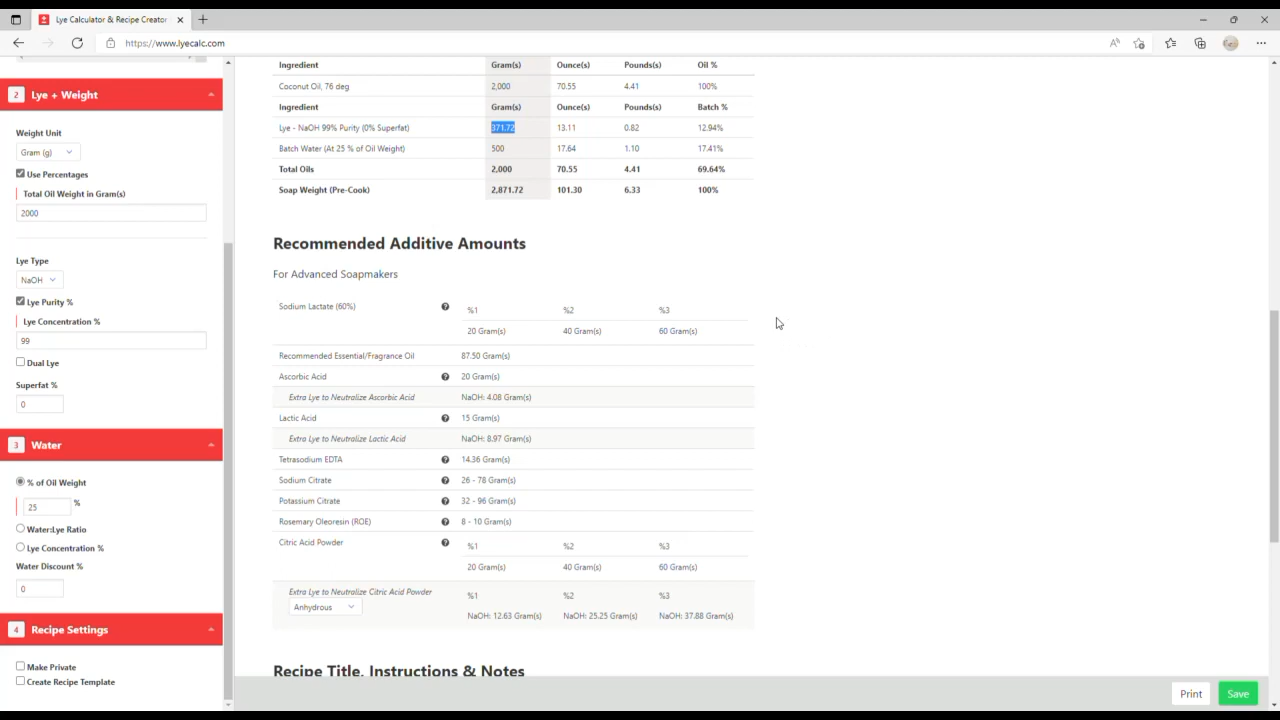 Lye Calculator & Recipe Creator
https://www.lyecalc.com
2 Lye + Weight
Weight Unit
Gram (g)
Use Percentages
Total Oil Weight in Gram(s)
2000
Lye Type
NaOH
Lye Purity %
Lye Concentration %
99
Dual Lye
Superfat %
0
3 Water
% of Oil Weight
25 %
Water:Lye Ratio
Lye Concentration %
Water Discount %
0
4 Recipe Settings
Make Private
Create Recipe Template
Ingredient Gram(s) Ounce(s) Pounds(s) Oil %
Coconut Oil, 76 deg 2,000 70.55 4.41 100%
Ingredient Gram(s) Ounce(s) Pounds(s) Batch %
Lye - NaOH 99% Purity (0% Superfat) 371.72 13.11 0.82 12.94%
Batch Water (At 25 % of Oil Weight) 500 17.64 1.10 17.41%
Total Oils 2,000 70.55 4.41 69.64%
Soap Weight (Pre-Cook) 2,871.72 101.30 6.33 100%
Recommended Additive Amounts
For Advanced Soapmakers
Sodium Lactate (60%) %1 %2 %3
20 Gram(s) 40 Gram(s) 60 Gram(s)
Recommended Essential/Fragrance Oil 87.50 Gram(s)
Ascorbic Acid 20 Gram(s)
Extra Lye to Neutralize Ascorbic Acid NaOH: 4.08 Gram(s)
Lactic Acid 15 Gram(s)
Extra Lye to Neutralize Lactic Acid NaOH: 8.97 Gram(s)
Tetrasodium EDTA 14.36 Gram(s)
Sodium Citrate 26 - 78 Gram(s)
Potassium Citrate 32 - 96 Gram(s)
Rosemary Oleoresin (ROE) 8 - 10 Gram(s)
Citric Acid Powder %1 %2 %3
20 Gram(s) 40 Gram(s) 60 Gram(s)
Extra Lye to Neutralize Citric Acid Powder %1 %2 %3
Anhydrous NaOH: 12.63 Gram(s) NaOH: 25.25 Gram(s) NaOH: 37.88 Gram(s)
Recipe Title, Instructions & Notes
Print Save